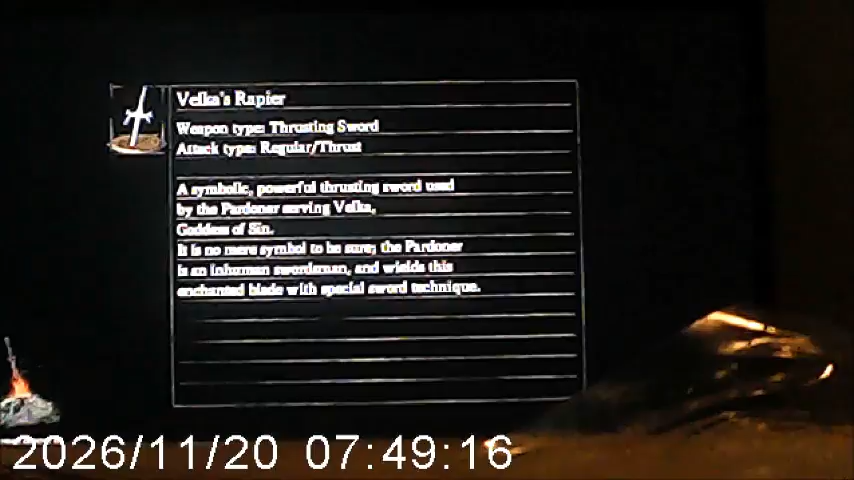 Velka's Rapier
Weapon type: Thrusting Sword
Attack type: Regular/Thrust
A symbolic, powerful thrusting sword used
by the Pardoner serving Velka,
Goddess of Sin.
It is no mere symbol to be sure; the Pardoner
is an inhuman swordsman, and wields this
enchanted blade with special sword technique.
2026/11/20 07:49:16